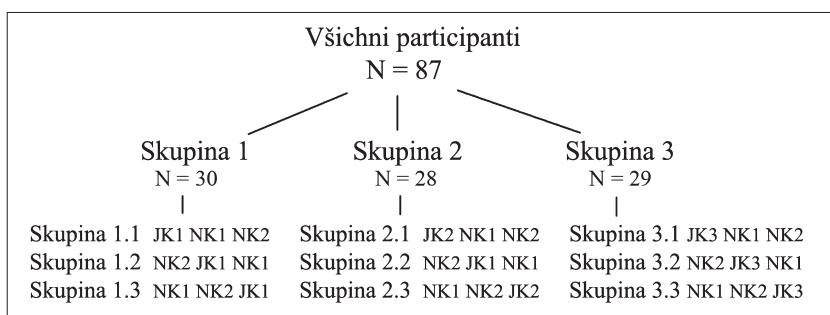 Všichni participanti
N = 87
Skupina 1 Skupina 2 Skupina 3
N = 30 N = 28 N = 29
Skupina 1.1 JK1 NK1 NK2 Skupina 2.1 JK2 NK1 NK2 Skupina 3.1 JK3 NK1 NK2
Skupina 1.2 NK2 JK1 NK1 Skupina 2.2 NK2 JK1 NK1 Skupina 3.2 NK2 JK3 NK1
Skupina 1.3 NK1 NK2 JK1 Skupina 2.3 NK1 NK2 JK2 Skupina 3.3 NK1 NK2 JK3